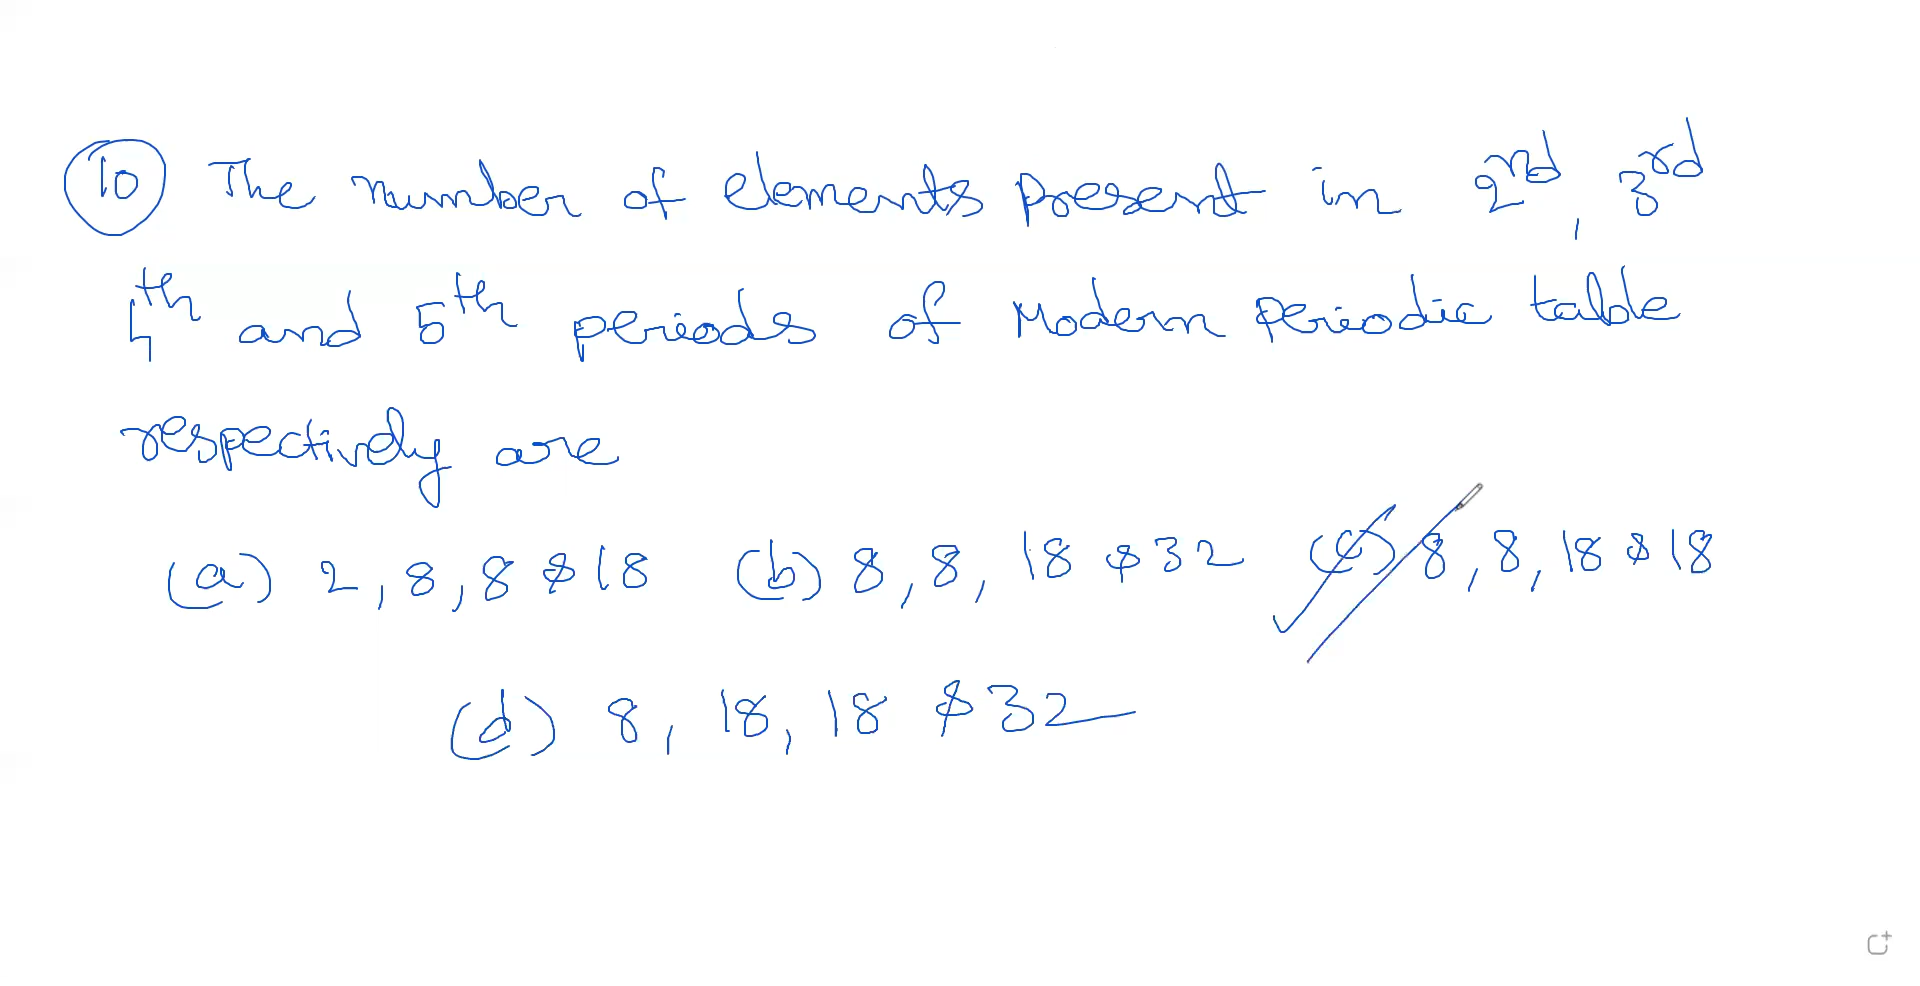 10 The number of elements present in 2nd, 3rd
4th and 5th periods of Modern periodic table
respectively are
(a) 2, 8, 8 & 18 (b) 8, 8, 18 & 32 (c) 8, 8, 18 & 18
(d) 8, 18, 18 & 32